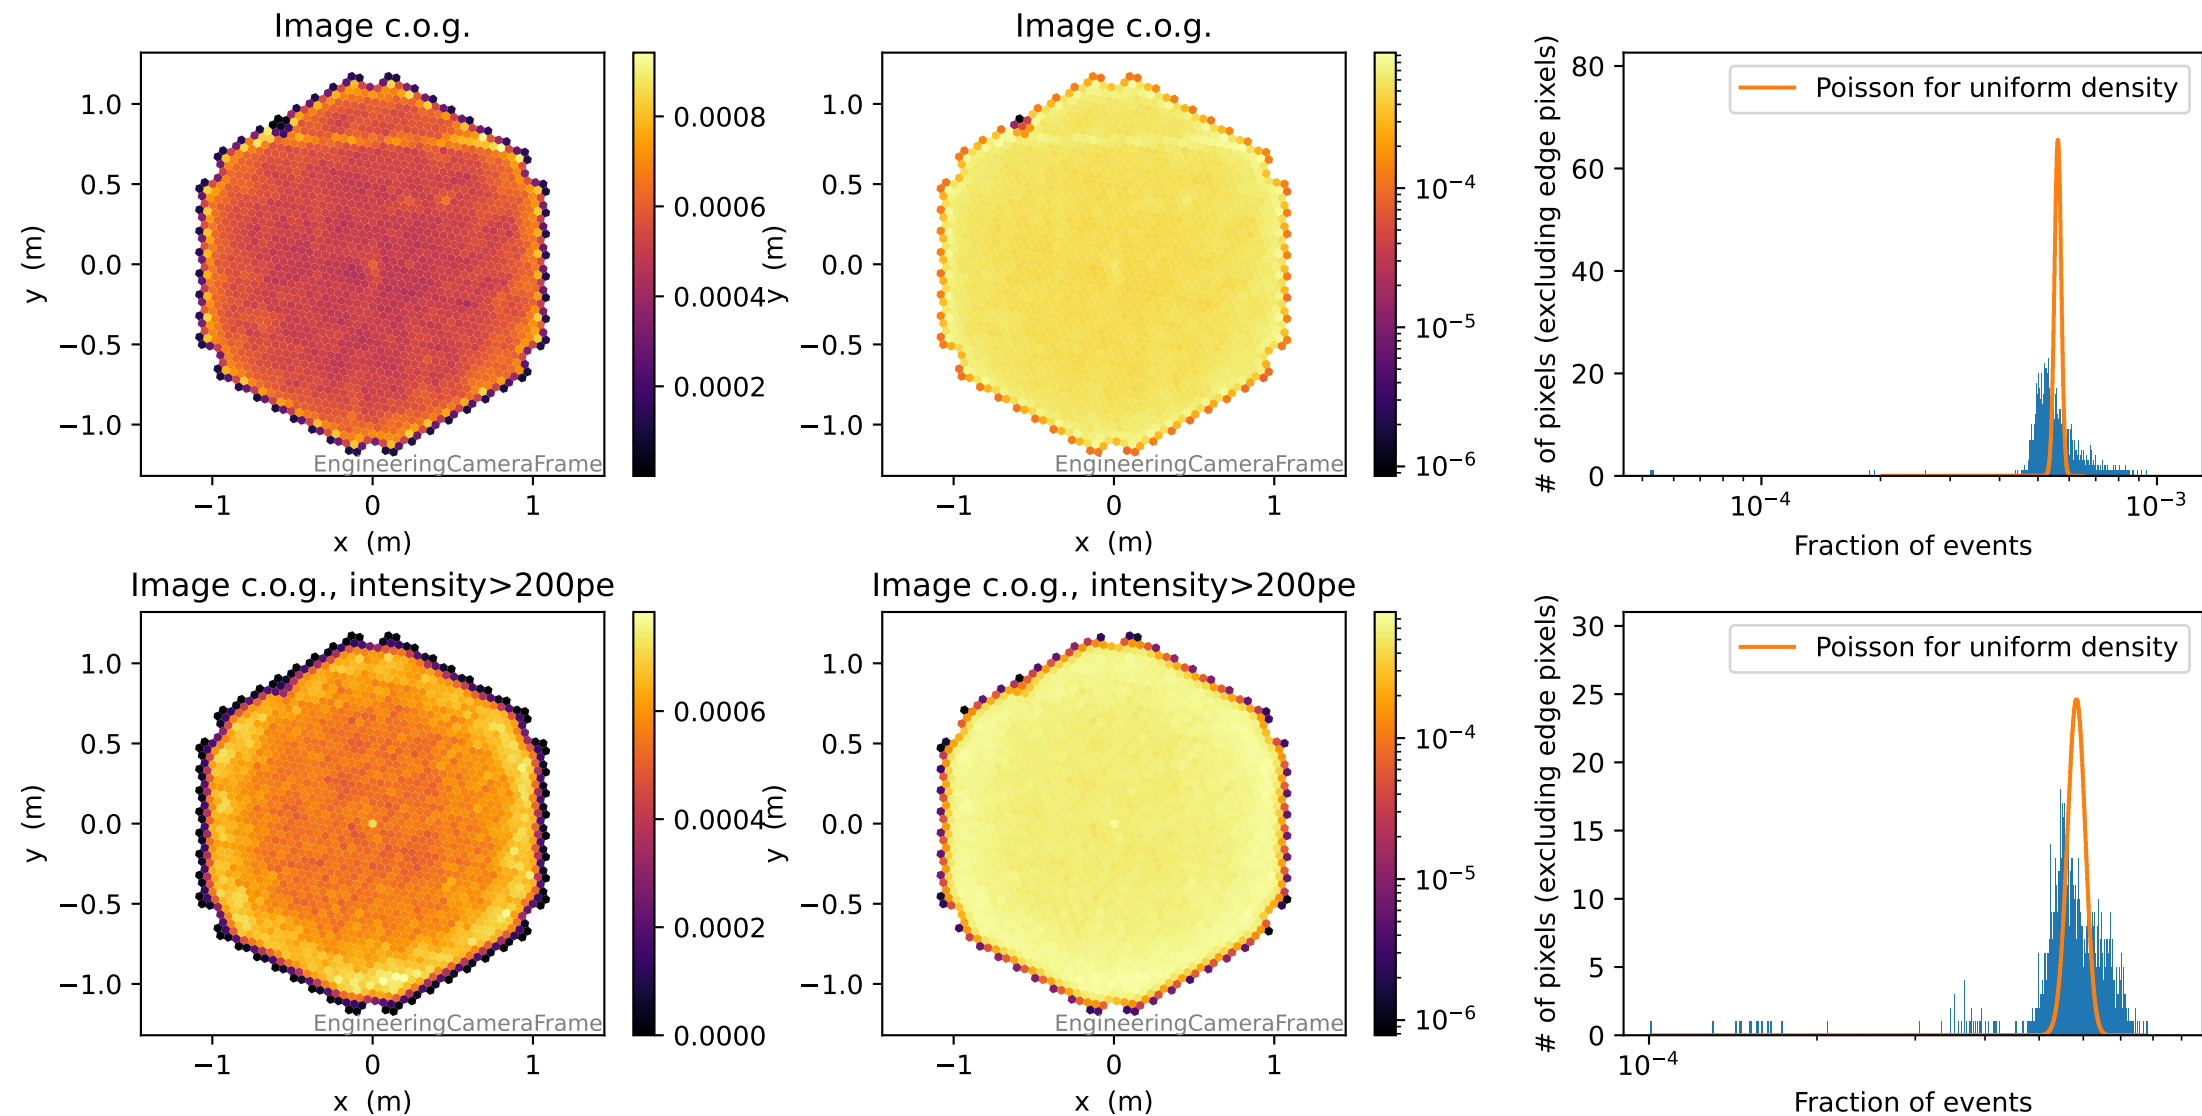 Image c.o.g.
1.0
0.5
0.0
−0.5
−1.0
y (m)
−1
0
1
x (m)
EngineeringCameraFrame
0.0008
0.0006
0.0004
0.0002
Image c.o.g.
1.0
0.5
0.0
−0.5
−1.0
y (m)
−1
0
1
x (m)
EngineeringCameraFrame
10⁻⁴
10⁻⁵
10⁻⁶
80
60
40
20
0
# of pixels (excluding edge pixels)
Poisson for uniform density
10⁻⁴
10⁻³
Fraction of events
Image c.o.g., intensity>200pe
1.0
0.5
0.0
−0.5
−1.0
y (m)
−1
0
1
x (m)
EngineeringCameraFrame
0.0006
0.0004
0.0002
0.0000
Image c.o.g., intensity>200pe
1.0
0.5
0.0
−0.5
−1.0
y (m)
−1
0
1
x (m)
EngineeringCameraFrame
10⁻⁴
10⁻⁵
10⁻⁶
30
25
20
15
10
5
0
# of pixels (excluding edge pixels)
Poisson for uniform density
10⁻⁴
Fraction of events